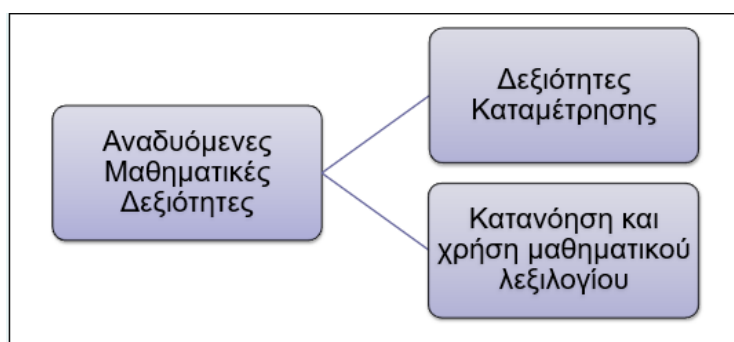 Αναδυόμενες
Μαθηματικές
Δεξιότητες
Δεξιότητες
Καταμέτρησης
Κατανόηση και
χρήση μαθηματικού
λεξιλογίου